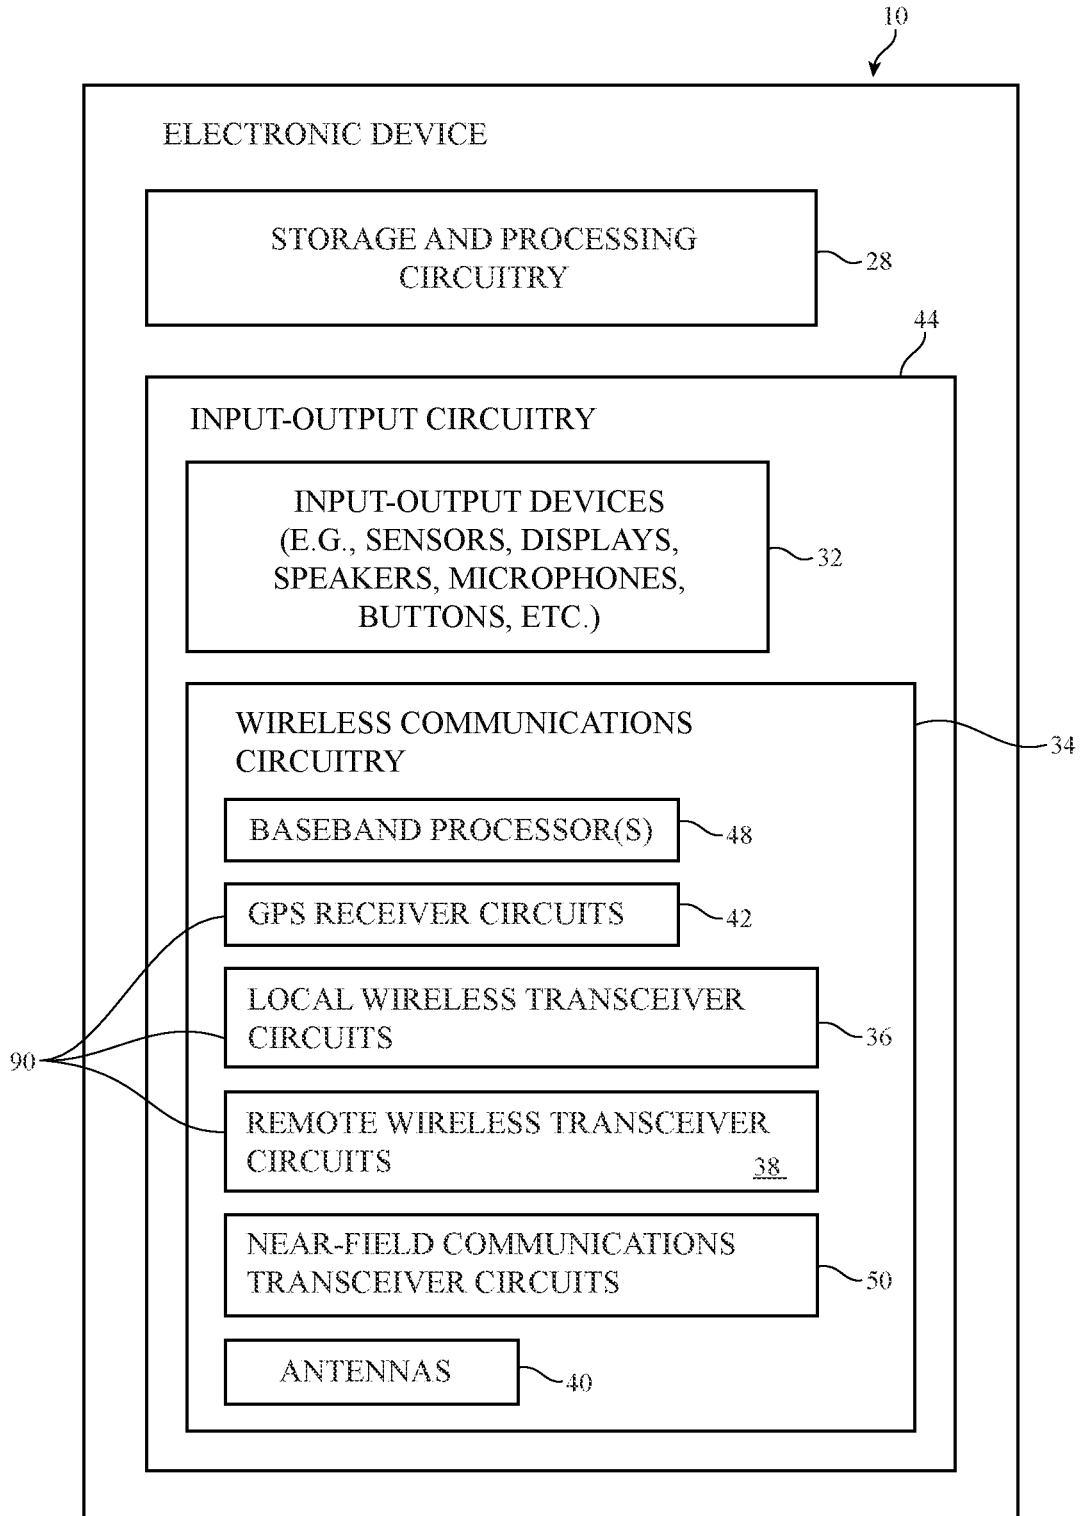 10
ELECTRONIC DEVICE
STORAGE AND PROCESSING
CIRCUITRY
28
44
INPUT-OUTPUT CIRCUITRY
INPUT-OUTPUT DEVICES
(E.G., SENSORS, DISPLAYS,
SPEAKERS, MICROPHONES,
BUTTONS, ETC.)
32
WIRELESS COMMUNICATIONS
CIRCUITRY
34
BASEBAND PROCESSOR(S)
48
GPS RECEIVER CIRCUITS
42
LOCAL WIRELESS TRANSCEIVER
CIRCUITS
36
90
REMOTE WIRELESS TRANSCEIVER
CIRCUITS
38
NEAR-FIELD COMMUNICATIONS
TRANSCEIVER CIRCUITS
50
ANTENNAS
40